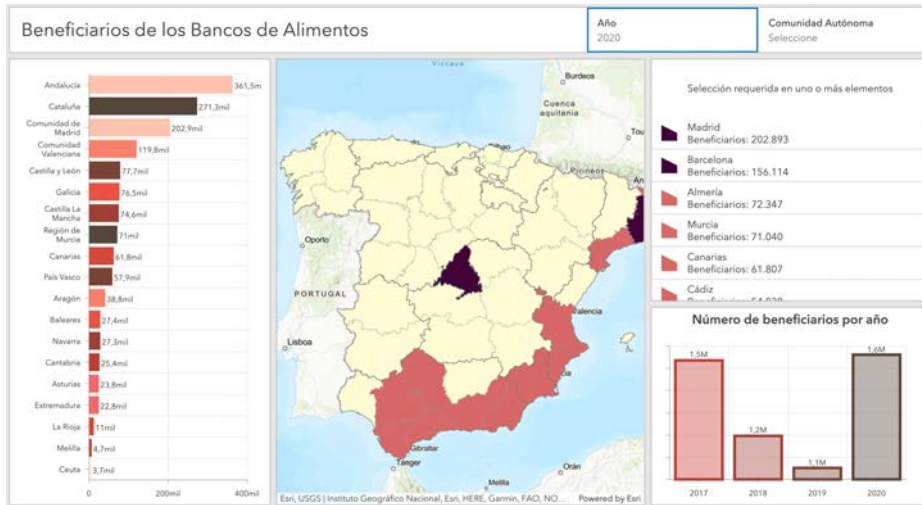 Beneficiarios de los Bancos de Alimentos
Año
2020
Comunidad Autónoma
Seleccione
Andalucía
361,5m
Cataluña
271,3mil
Comunidad de
Madrid
202,9mil
Comunidad
Valenciana
119,8mil
Castilla y León
77,7mil
Galicia
76,5mil
Castilla La
Mancha
74,6mil
Región de
Murcia
71mil
Canarias
61,8mil
País Vasco
57,9mil
Aragón
38,8mil
Baleares
27,4mil
Navarra
27,3mil
Cantabria
25,4mil
Asturias
23,8mil
Extremadura
22,8mil
La Rioja
11mil
Melilla
4,7mil
Ceuta
3,7mil
0
200mil
400mil
Vizcaya
Burdeos
Cuenca
aquitania
Tou
Bilbao
Pirineos
An
Oporto
PORTUGAL
Lisboa
Valencia
cia
Gibraltar
Tánger
Orán
Melilla
Esri, USGS | Instituto Geográfico Nacional, Esri, HERE, Garmin, FAO, NO...
Powered by Esri
Selección requerida en uno o más elementos
Madrid
Beneficiarios: 202.893
Barcelona
Beneficiarios: 156.114
Almería
Beneficiarios: 72.347
Murcia
Beneficiarios: 71.040
Canarias
Beneficiarios: 61.807
Cádiz
Número de beneficiarios por año
1,5M
1,2M
1,1M
1,6M
2017
2018
2019
2020